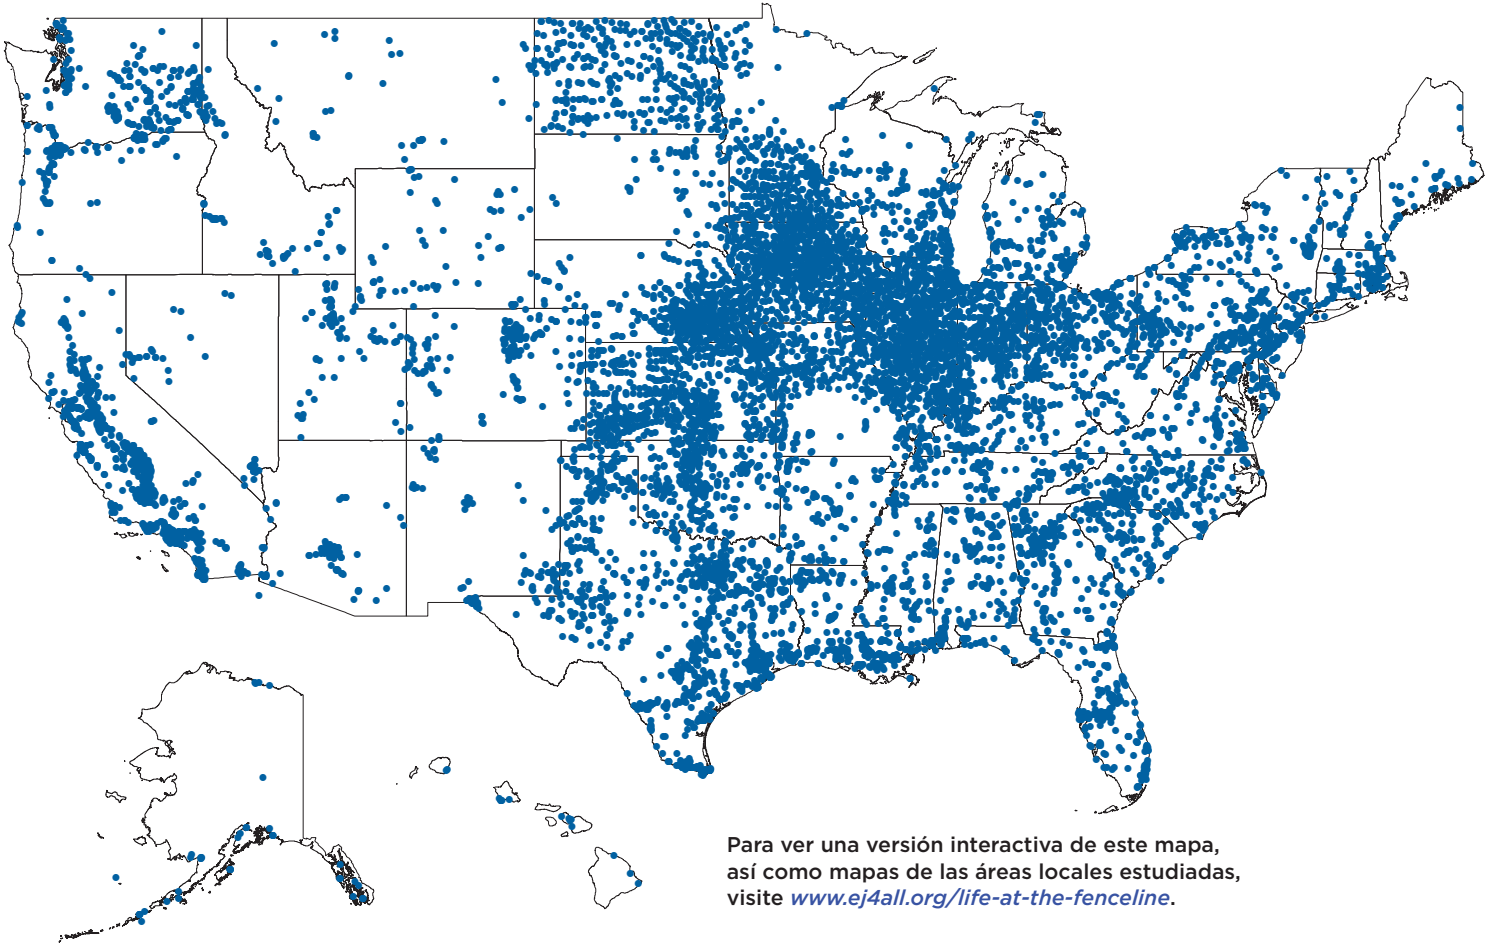 Para ver una versión interactiva de este mapa,
así como mapas de las áreas locales estudiadas,
visite www.ej4all.org/life-at-the-fenceline.